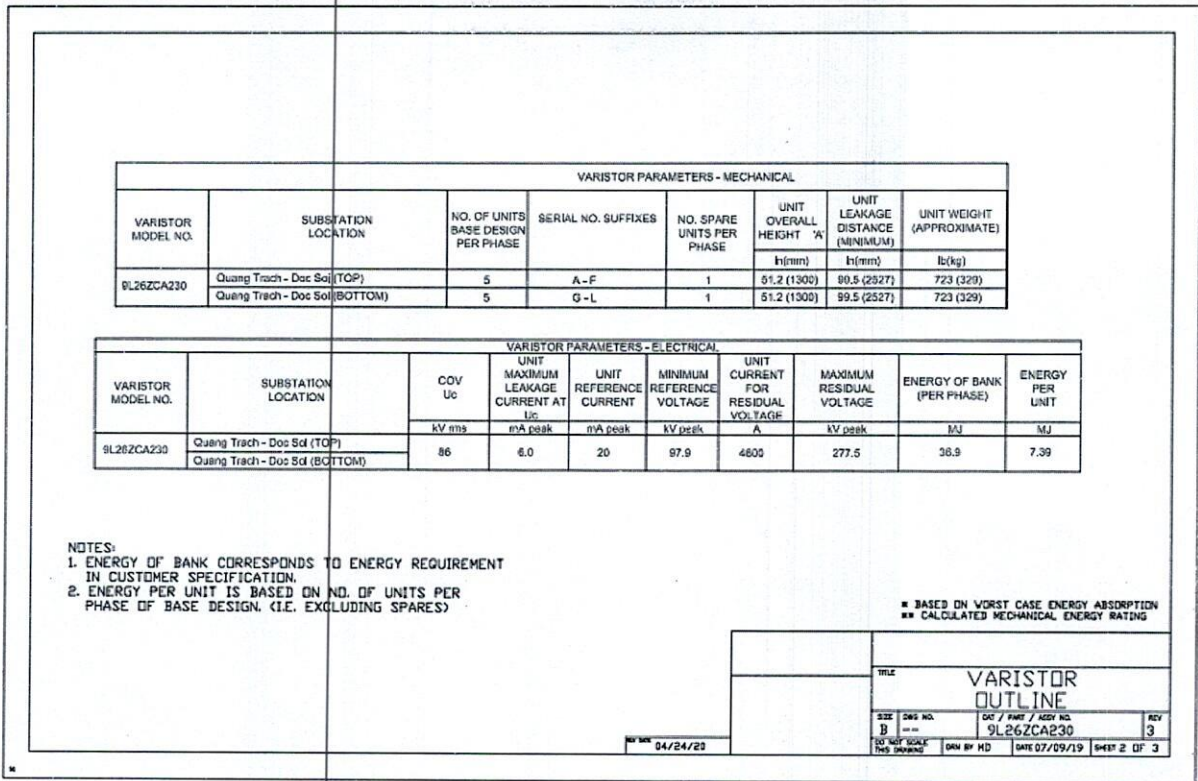 VARISTOR PARAMETERS - MECHANICAL
VARISTOR MODEL NO.
SUBSTATION LOCATION
NO. OF UNITS BASE DESIGN PER PHASE
SERIAL NO. SUFFIXES
NO. SPARE UNITS PER PHASE
UNIT OVERALL HEIGHT 'A'
UNIT LEAKAGE DISTANCE (MINIMUM)
UNIT WEIGHT (APPROXIMATE)
in(mm) in(mm) lb(kg)
9L26ZCA230
Quang Trach - Doc Soi (TOP) 5 A - F 1 51.2 (1300) 99.5 (2527) 723 (329)
Quang Trach - Doc Soi (BOTTOM) 5 G - L 1 51.2 (1300) 99.5 (2527) 723 (329)
VARISTOR PARAMETERS - ELECTRICAL
VARISTOR MODEL NO.
SUBSTATION LOCATION
COV Uc
UNIT MAXIMUM LEAKAGE CURRENT AT Uc
UNIT REFERENCE CURRENT
MINIMUM REFERENCE VOLTAGE
UNIT CURRENT FOR RESIDUAL VOLTAGE
MAXIMUM RESIDUAL VOLTAGE
ENERGY OF BANK (PER PHASE)
ENERGY PER UNIT
kV rms mA peak mA peak kV peak A kV peak MJ MJ
9L26ZCA230
Quang Trach - Doc Soi (TOP)
Quang Trach - Doc Soi (BOTTOM)
86 6.0 20 97.9 4600 277.5 36.9 7.39
NOTES:
1. ENERGY OF BANK CORRESPONDS TO ENERGY REQUIREMENT
IN CUSTOMER SPECIFICATION.
2. ENERGY PER UNIT IS BASED ON NO. OF UNITS PER
PHASE OF BASE DESIGN. (I.E. EXCLUDING SPARES)
* BASED ON WORST CASE ENERGY ABSORPTION
** CALCULATED MECHANICAL ENERGY RATING
TITLE
VARISTOR
OUTLINE
SIZE DWG NO. CAT / PART / ASSY NO. REV
B -- 9L26ZCA230 3
REV DATE 04/24/20
DO NOT SCALE THIS DRAWING
DRN BY MD
DATE 07/09/19
SHEET 2 OF 3